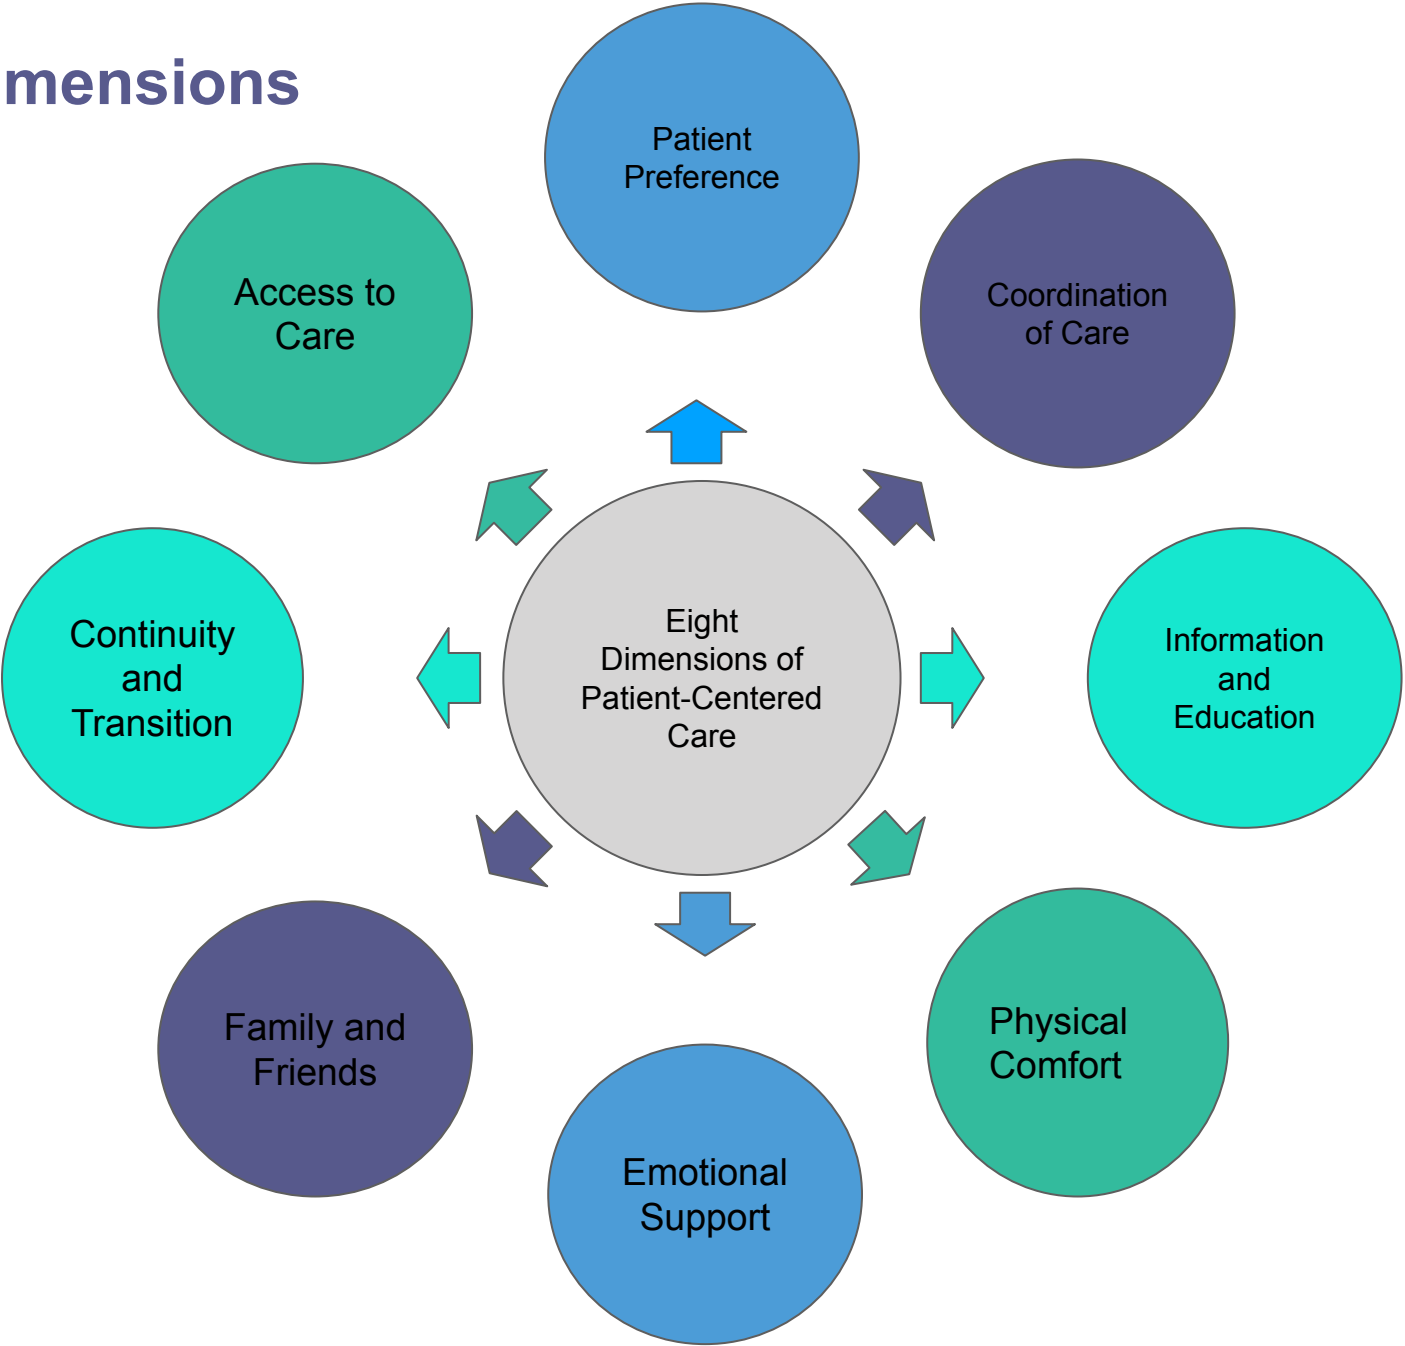 mensions
Patient
Preference
Coordination
of Care
Information
and
Education
Physical
Comfort
Emotional
Support
Family and
Friends
Continuity
and
Transition
Access to
Care
Eight
Dimensions of
Patient-Centered
Care